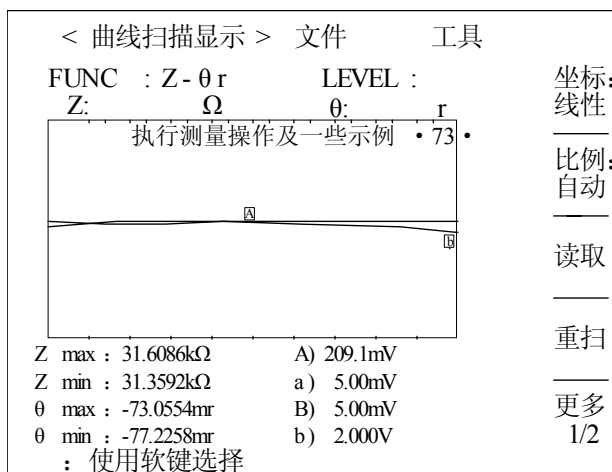 < 曲线扫描显示 > 文件 工具
FUNC : Z - θ r LEVEL :
Z: Ω θ: r
执行测量操作及一些示例 • 73 •
A
b
Z max : 31.6086kΩ A) 209.1mV
Z min : 31.3592kΩ a) 5.00mV
θ max : -73.0554mr B) 5.00mV
θ min : -77.2258mr b) 2.000V
: 使用软键选择
坐标:
线性
比例:
自动
读取
重扫
更多
1/2